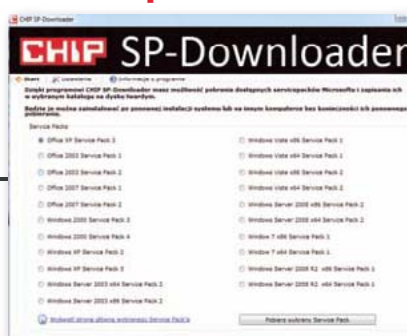 CHIP SP-Downloader
CHIP SP-Downloader
Start Ustawienia Informacje o programie
Dzięki programowi CHIP SP-Downloader masz możliwość pobrania dostępnych servicepacków Microsoftu i zapisania ich
w wybranym katalogu na dysku twardym.
Będzie je można zainstalować po ponownej instalacji systemu lub na innym komputerze bez konieczności ich ponownego
pobierania.
Service Packs
Office XP Service Pack 3
Office 2003 Service Pack 1
Office 2003 Service Pack 2
Office 2007 Service Pack 1
Office 2007 Service Pack 2
Windows 2000 Service Pack 3
Windows 2000 Service Pack 4
Windows XP Service Pack 2
Windows XP Service Pack 3
Windows Server 2003 x64 Service Pack 2
Windows Server 2003 x86 Service Pack 2
Windows Vista x86 Service Pack 1
Windows Vista x64 Service Pack 1
Windows Vista x86 Service Pack 2
Windows Vista x64 Service Pack 2
Windows Server 2008 x86 Service Pack 2
Windows Server 2008 x64 Service Pack 2
Windows 7 x86 Service Pack 1
Windows 7 x64 Service Pack 1
Windows Server 2008 R2 x86 Service Pack 1
Windows Server 2008 R2 x64 Service Pack 1
Wyświetl stronę główną wybranego Service Pack'a
Pobierz wybrany Service Pack